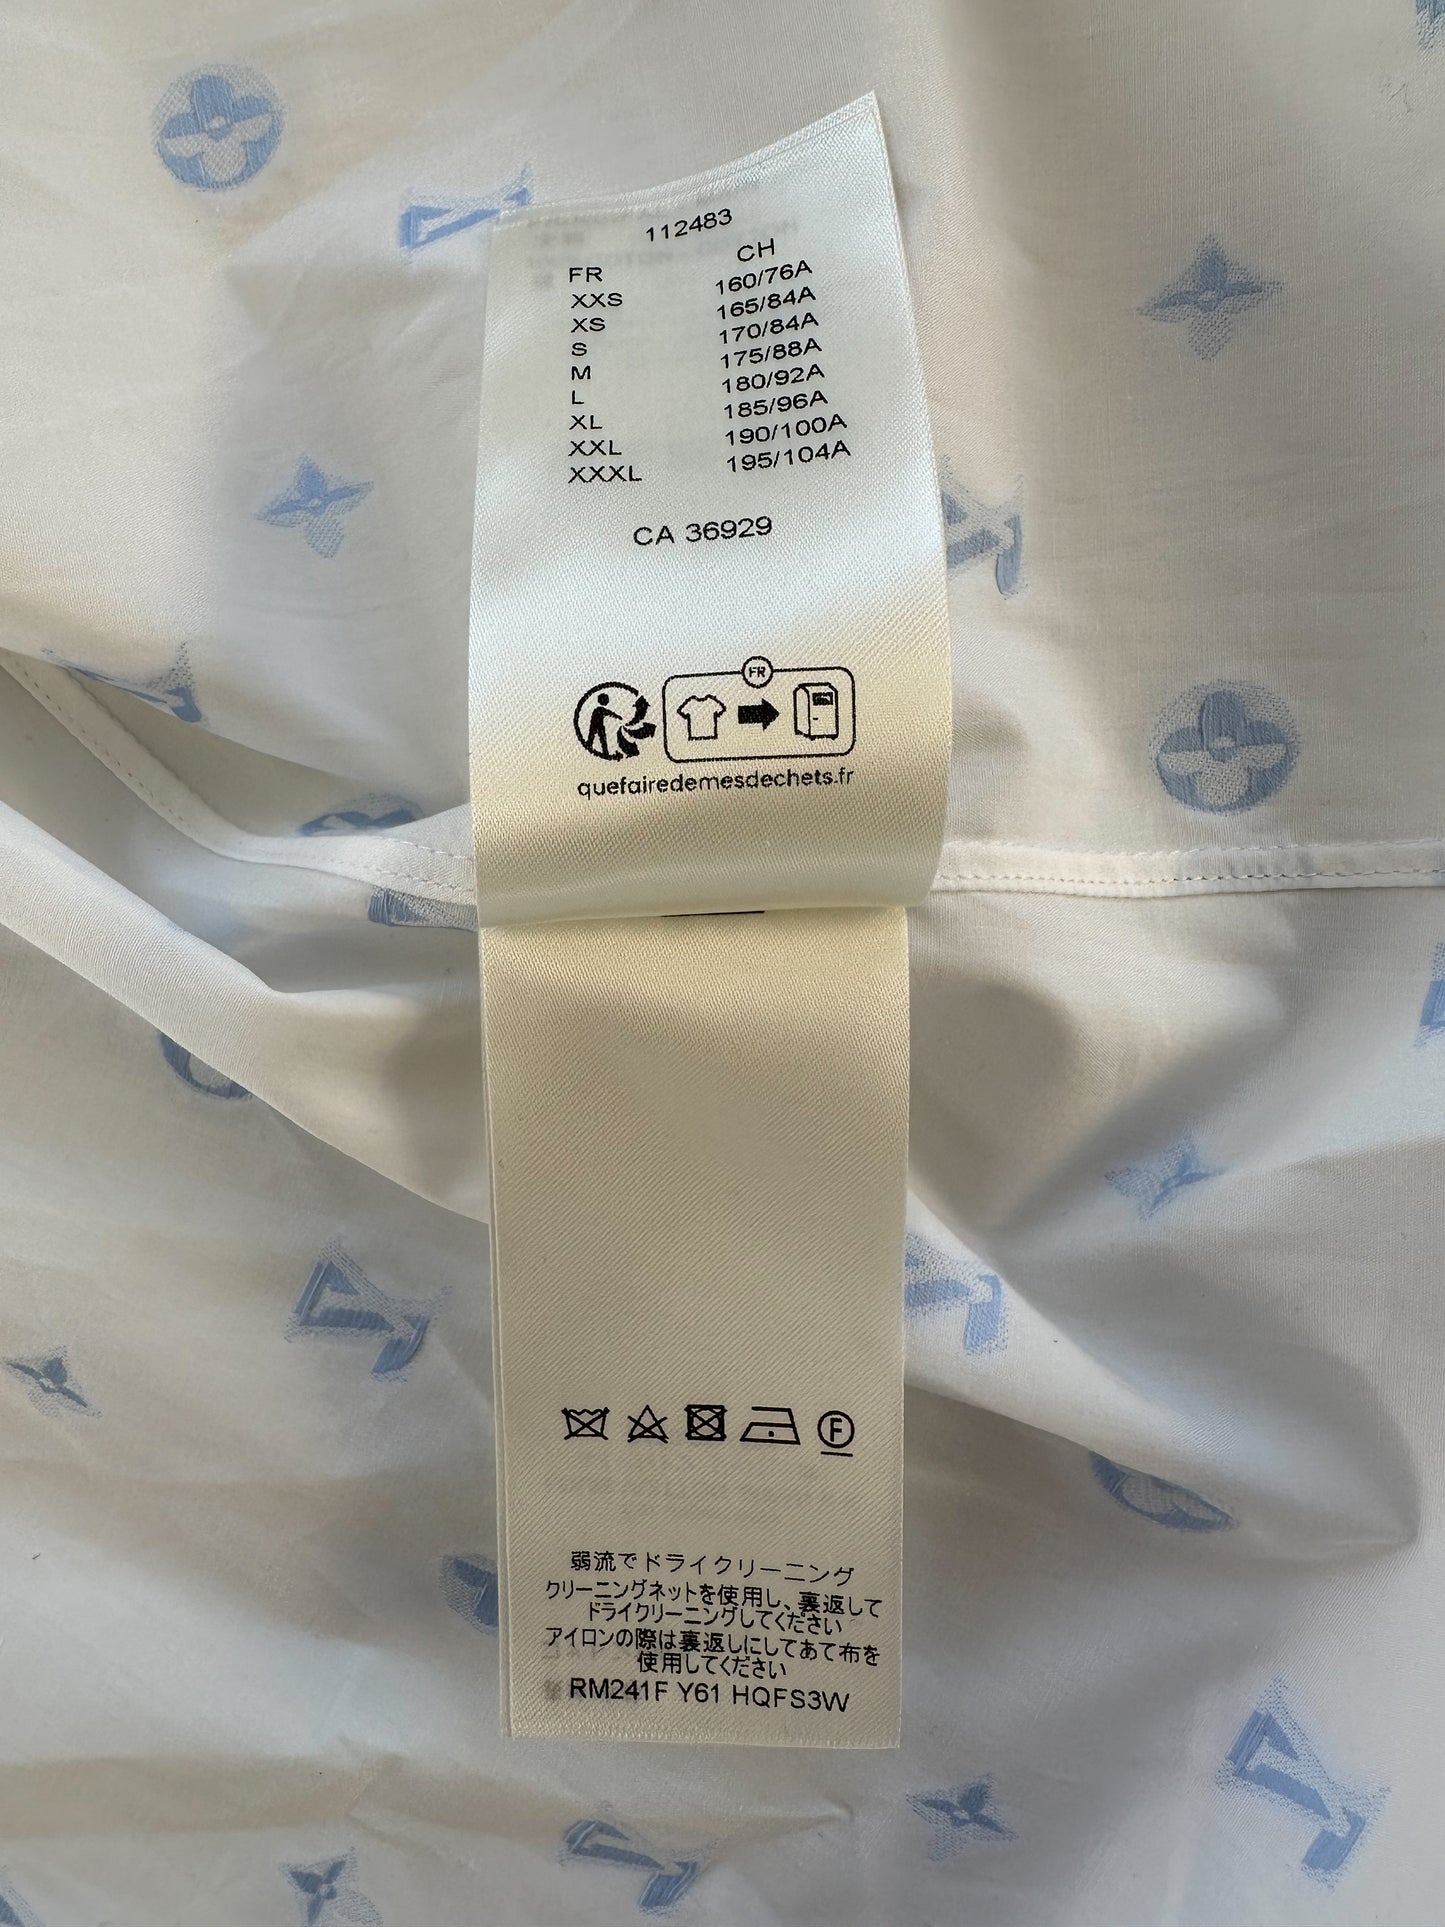 112483
FR CH
XXS 160/76A
XS 165/84A
S 170/84A
M 175/88A
L 180/92A
XL 185/96A
XXL 190/100A
XXXL 195/104A
CA 36929
FR
quefairedemesdechets.fr
F
弱流でドライクリーニング
クリーニングネットを使用し、裏返して
ドライクリーニングしてください
アイロンの際は裏返しにしてあて布を
使用してください
RM241F Y61 HQFS3W